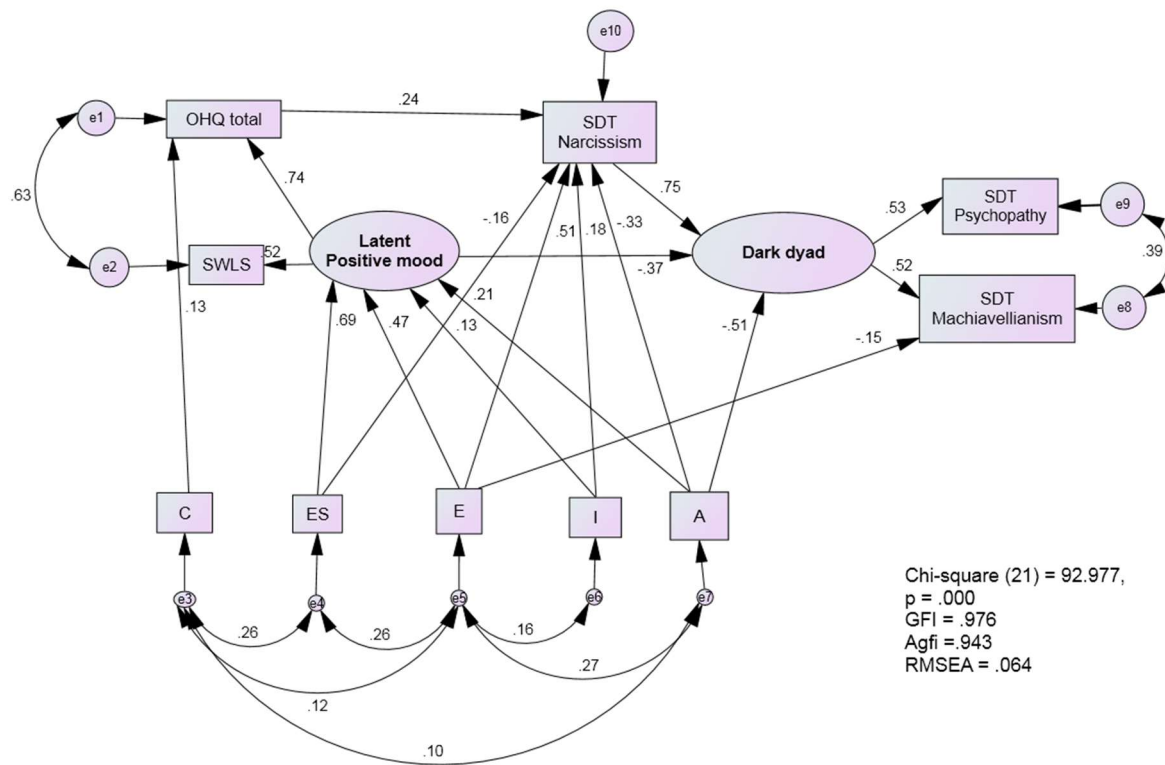 e10
.24
e1
OHQ total
SDT
Narcissism
.63
.74
-.16
.75
.53
SDT
Psychopathy
e9
.51
.18
-.33
.39
e2
SWLS
.52
Latent
Positive mood
Dark dyad
.52
-.37
SDT
Machiavellianism
e8
.13
.69
.47
.21
.13
-.51
-.15
C
ES
E
I
A
e3
e4
e5
e6
e7
.26
.26
.16
.27
.12
.10
Chi-square (21) = 92.977,
p = .000
GFI = .976
Agfi =.943
RMSEA = .064